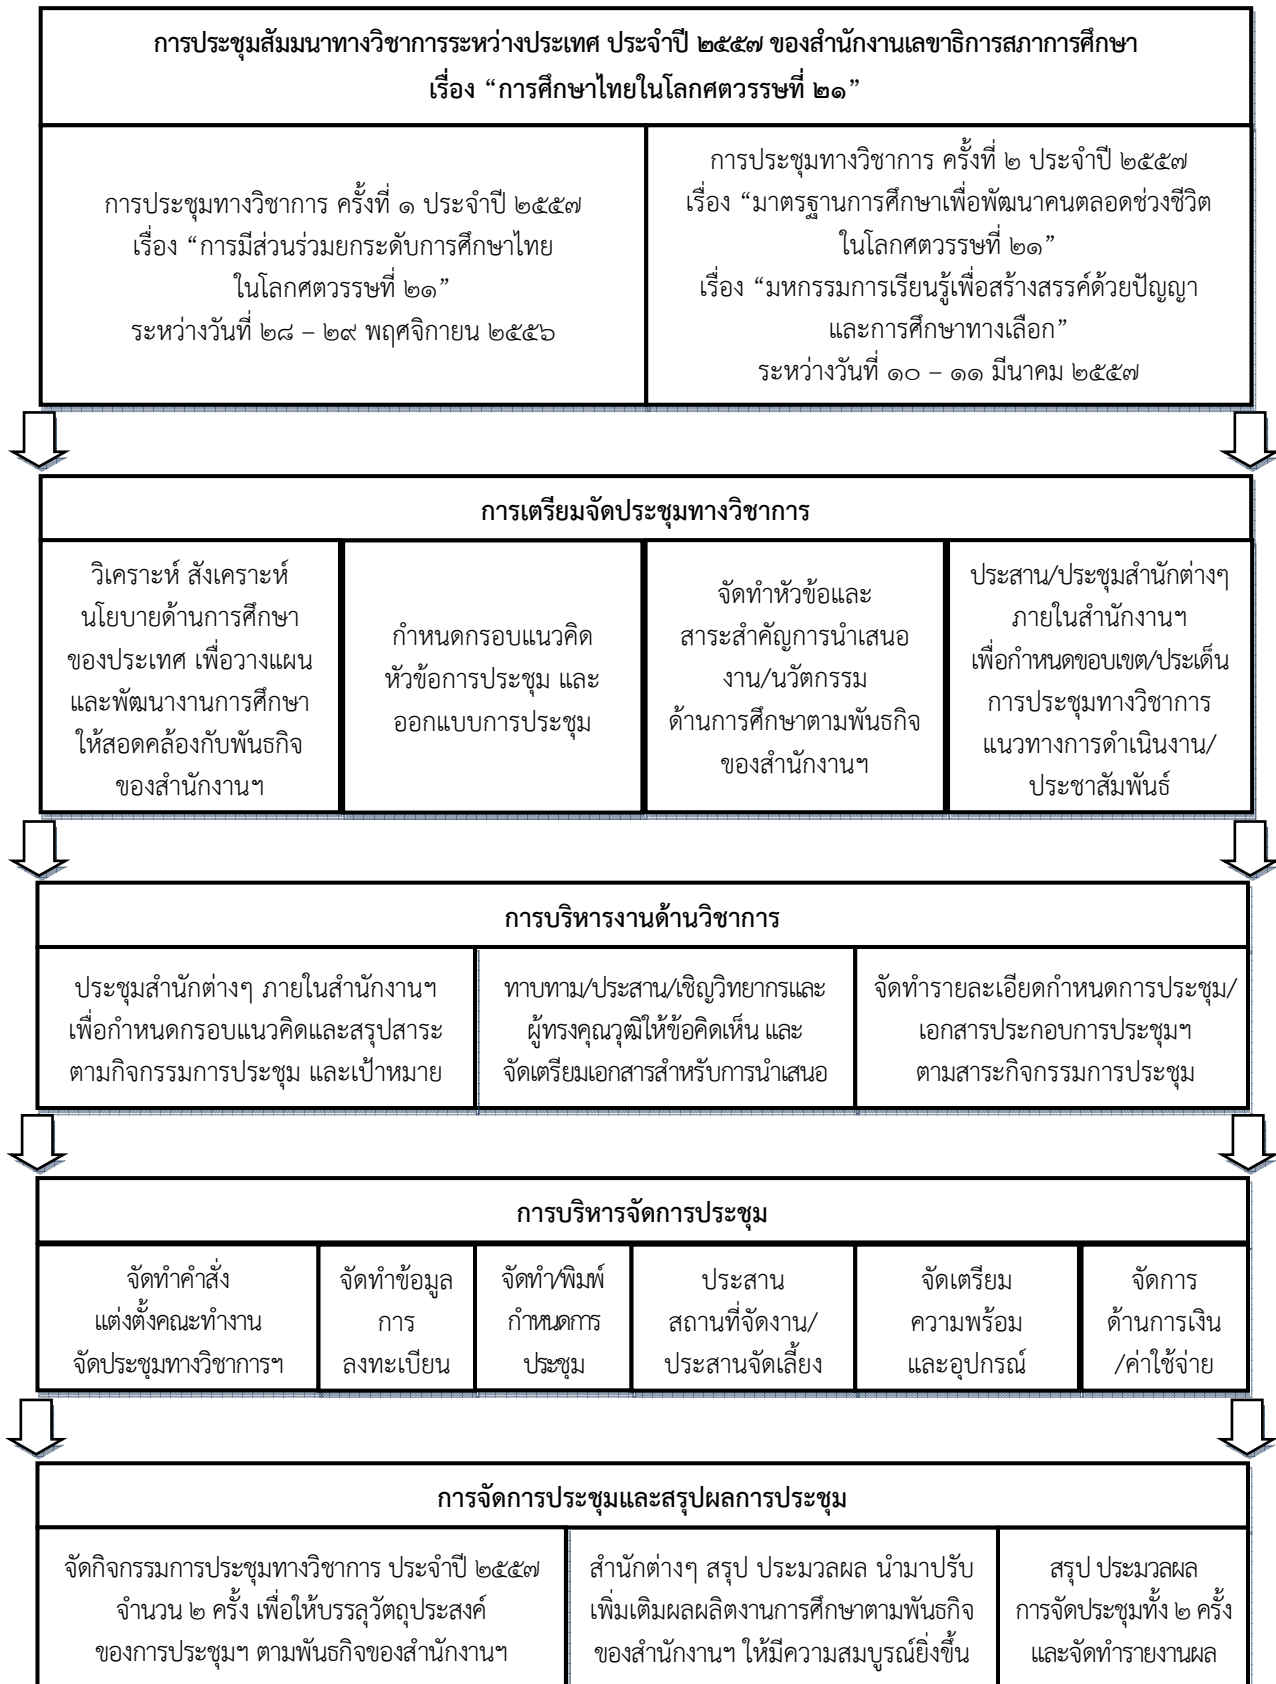 การประชุมสัมมนาทางวิชาการระหว่างประเทศ ประจำปี ๒๕๕๗ ของสำนักงานเลขาธิการสภาการศึกษา
เรื่อง “การศึกษาไทยในโลกศตวรรษที่ ๒๑”
การประชุมทางวิชาการ ครั้งที่ ๑ ประจำปี ๒๕๕๗
เรื่อง “การมีส่วนร่วมยกระดับการศึกษาไทย
ในโลกศตวรรษที่ ๒๑”
ระหว่างวันที่ ๒๘ – ๒๙ พฤศจิกายน ๒๕๕๖
การประชุมทางวิชาการ ครั้งที่ ๒ ประจำปี ๒๕๕๗
เรื่อง “มาตรฐานการศึกษาเพื่อพัฒนาคนตลอดช่วงชีวิต
ในโลกศตวรรษที่ ๒๑”
เรื่อง “มหกรรมการเรียนรู้เพื่อสร้างสรรค์ด้วยปัญญา
และการศึกษาทางเลือก”
ระหว่างวันที่ ๑๐ – ๑๑ มีนาคม ๒๕๕๗
การเตรียมจัดประชุมทางวิชาการ
วิเคราะห์ สังเคราะห์
นโยบายด้านการศึกษา
ของประเทศ เพื่อวางแผน
และพัฒนางานการศึกษา
ให้สอดคล้องกับพันธกิจ
ของสำนักงานฯ
กำหนดกรอบแนวคิด
หัวข้อการประชุม และ
ออกแบบการประชุม
จัดทำหัวข้อและ
สาระสำคัญการนำเสนอ
งาน/นวัตกรรม
ด้านการศึกษาตามพันธกิจ
ของสำนักงานฯ
ประสาน/ประชุมสำนักต่างๆ
ภายในสำนักงานฯ
เพื่อกำหนดขอบเขต/ประเด็น
การประชุมทางวิชาการ
แนวทางการดำเนินงาน/
ประชาสัมพันธ์
การบริหารงานด้านวิชาการ
ประชุมสำนักต่างๆ ภายในสำนักงานฯ
เพื่อกำหนดกรอบแนวคิดและสรุปสาระ
ตามกิจกรรมการประชุม และเป้าหมาย
ทาบทาม/ประสาน/เชิญวิทยากรและ
ผู้ทรงคุณวุฒิให้ข้อคิดเห็น และ
จัดเตรียมเอกสารสำหรับการนำเสนอ
จัดทำรายละเอียดกำหนดการประชุม/
เอกสารประกอบการประชุมฯ
ตามสาระกิจกรรมการประชุม
การบริหารจัดการประชุม
จัดทำคำสั่ง
แต่งตั้งคณะทำงาน
จัดประชุมทางวิชาการฯ
จัดทำข้อมูล
การ
ลงทะเบียน
จัดทำ/พิมพ์
กำหนดการ
ประชุม
ประสาน
สถานที่จัดงาน/
ประสานจัดเลี้ยง
จัดเตรียม
ความพร้อม
และอุปกรณ์
จัดการ
ด้านการเงิน
/ค่าใช้จ่าย
การจัดการประชุมและสรุปผลการประชุม
จัดกิจกรรมการประชุมทางวิชาการ ประจำปี ๒๕๕๗
จำนวน ๒ ครั้ง เพื่อให้บรรลุวัตถุประสงค์
ของการประชุมฯ ตามพันธกิจของสำนักงานฯ
สำนักต่างๆ สรุป ประมวลผล นำมาปรับ
เพิ่มเติมผลผลิตงานการศึกษาตามพันธกิจ
ของสำนักงานฯ ให้มีความสมบูรณ์ยิ่งขึ้น
สรุป ประมวลผล
การจัดประชุมทั้ง ๒ ครั้ง
และจัดทำรายงานผล